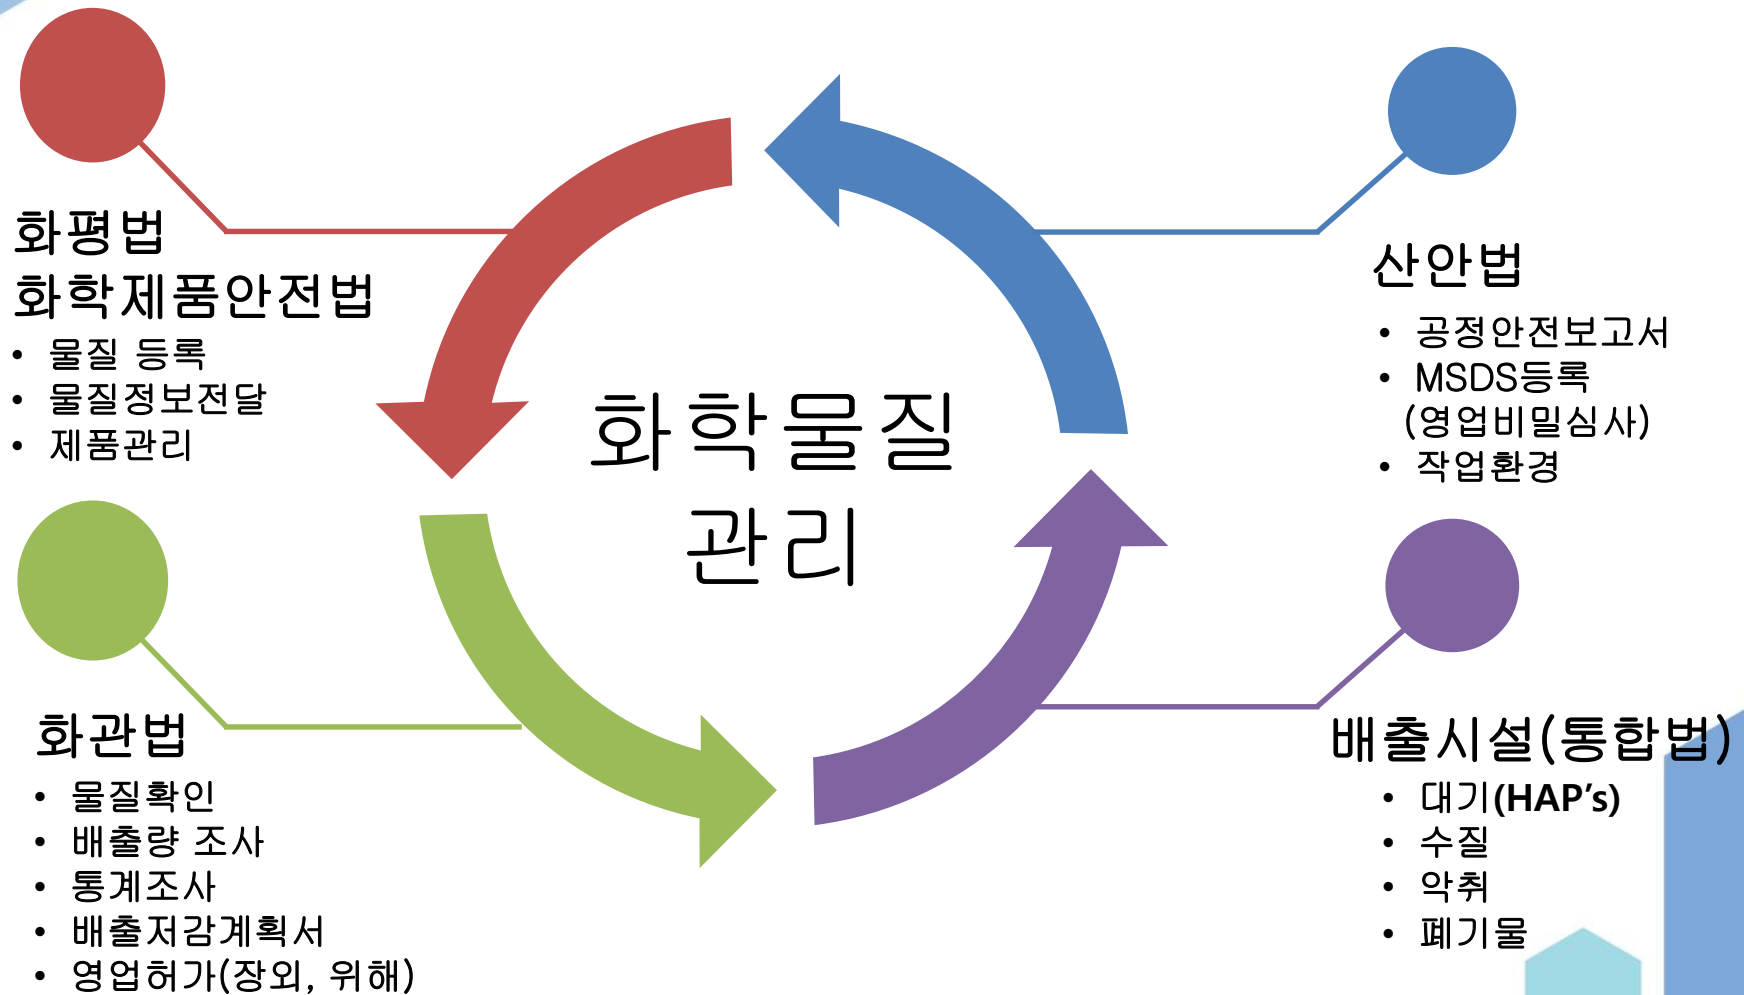 화평법
화학제품안전법
• 물질 등록
• 물질정보전달
• 제품관리
화학물질
관리
산안법
• 공정안전보고서
• MSDS등록
(영업비밀심사)
• 작업환경
화관법
• 물질확인
• 배출량 조사
• 통계조사
• 배출저감계획서
• 영업허가(장외, 위해)
배출시설(통합법)
• 대기(HAP's)
• 수질
• 악취
• 폐기물